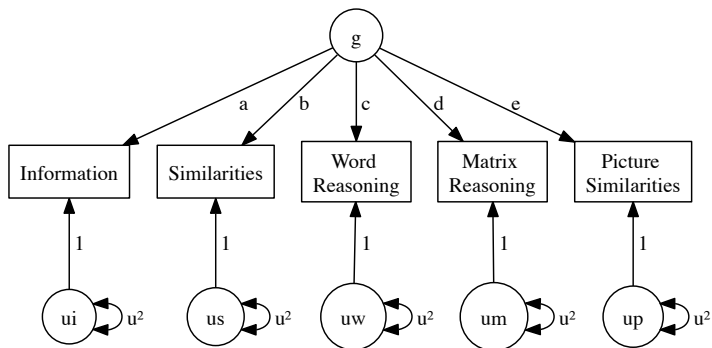 g
a
b
c
d
e
Information
Similarities
Word
Reasoning
Matrix
Reasoning
Picture
Similarities
1
1
1
1
1
ui
u²
us
u²
uw
u²
um
u²
up
u²